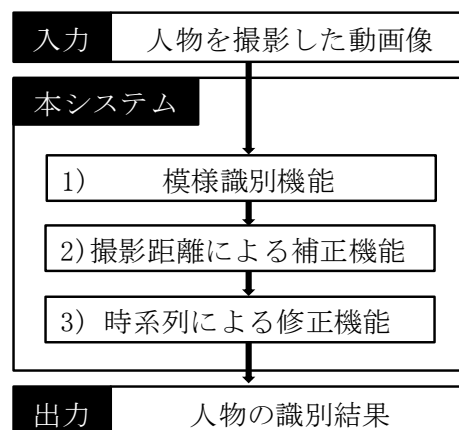 入力 人物を撮影した動画像
本システム
1) 模様識別機能
2)撮影距離による補正機能
3) 時系列による修正機能
出力 人物の識別結果